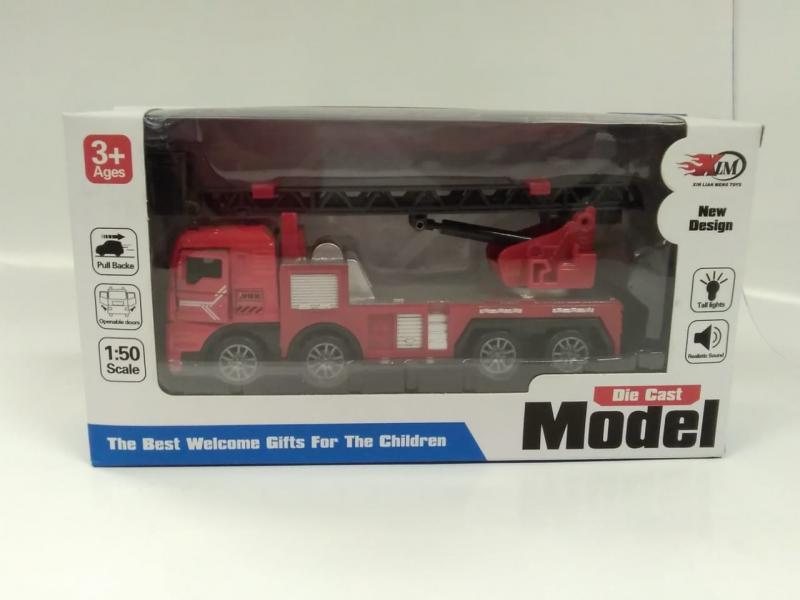 3+
Ages
XLM
XIN LIAN MENG TOYS
New
Design
Pull Backe
Openable doors
1:50
Scale
Tail lights
Realistic Sound
Die Cast
Model
The Best Welcome Gifts For The Children